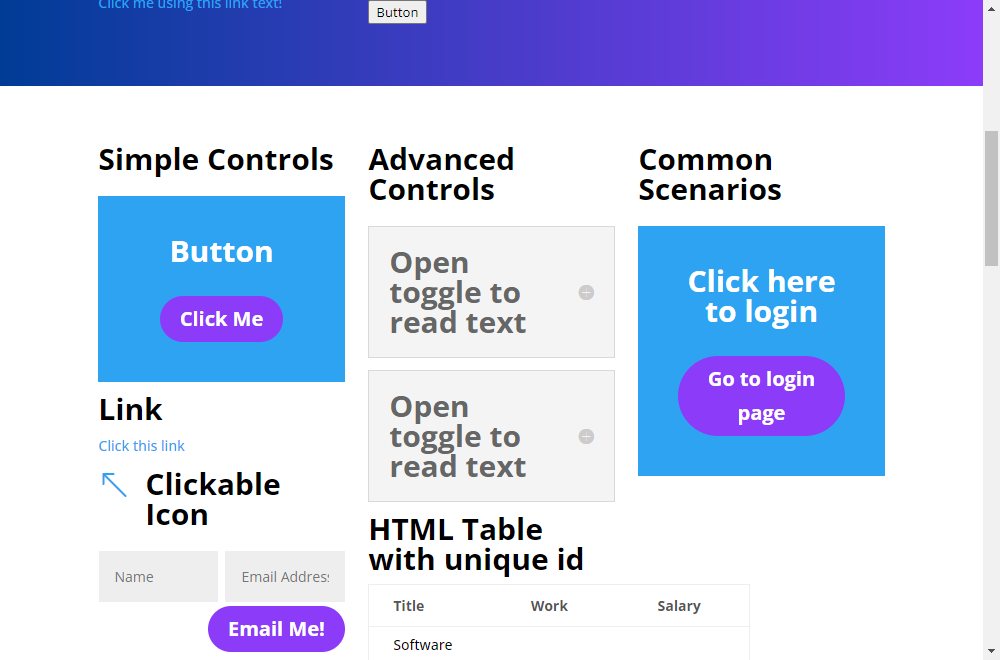 Click me using this link text!
Button
Simple Controls
Button
Click Me
Link
Click this link
Clickable
Icon
Name
Email Address
Email Me!
Advanced
Controls
Open
toggle to
read text
Open
toggle to
read text
HTML Table
with unique id
Title Work Salary
Software
Common
Scenarios
Click here
to login
Go to login
page